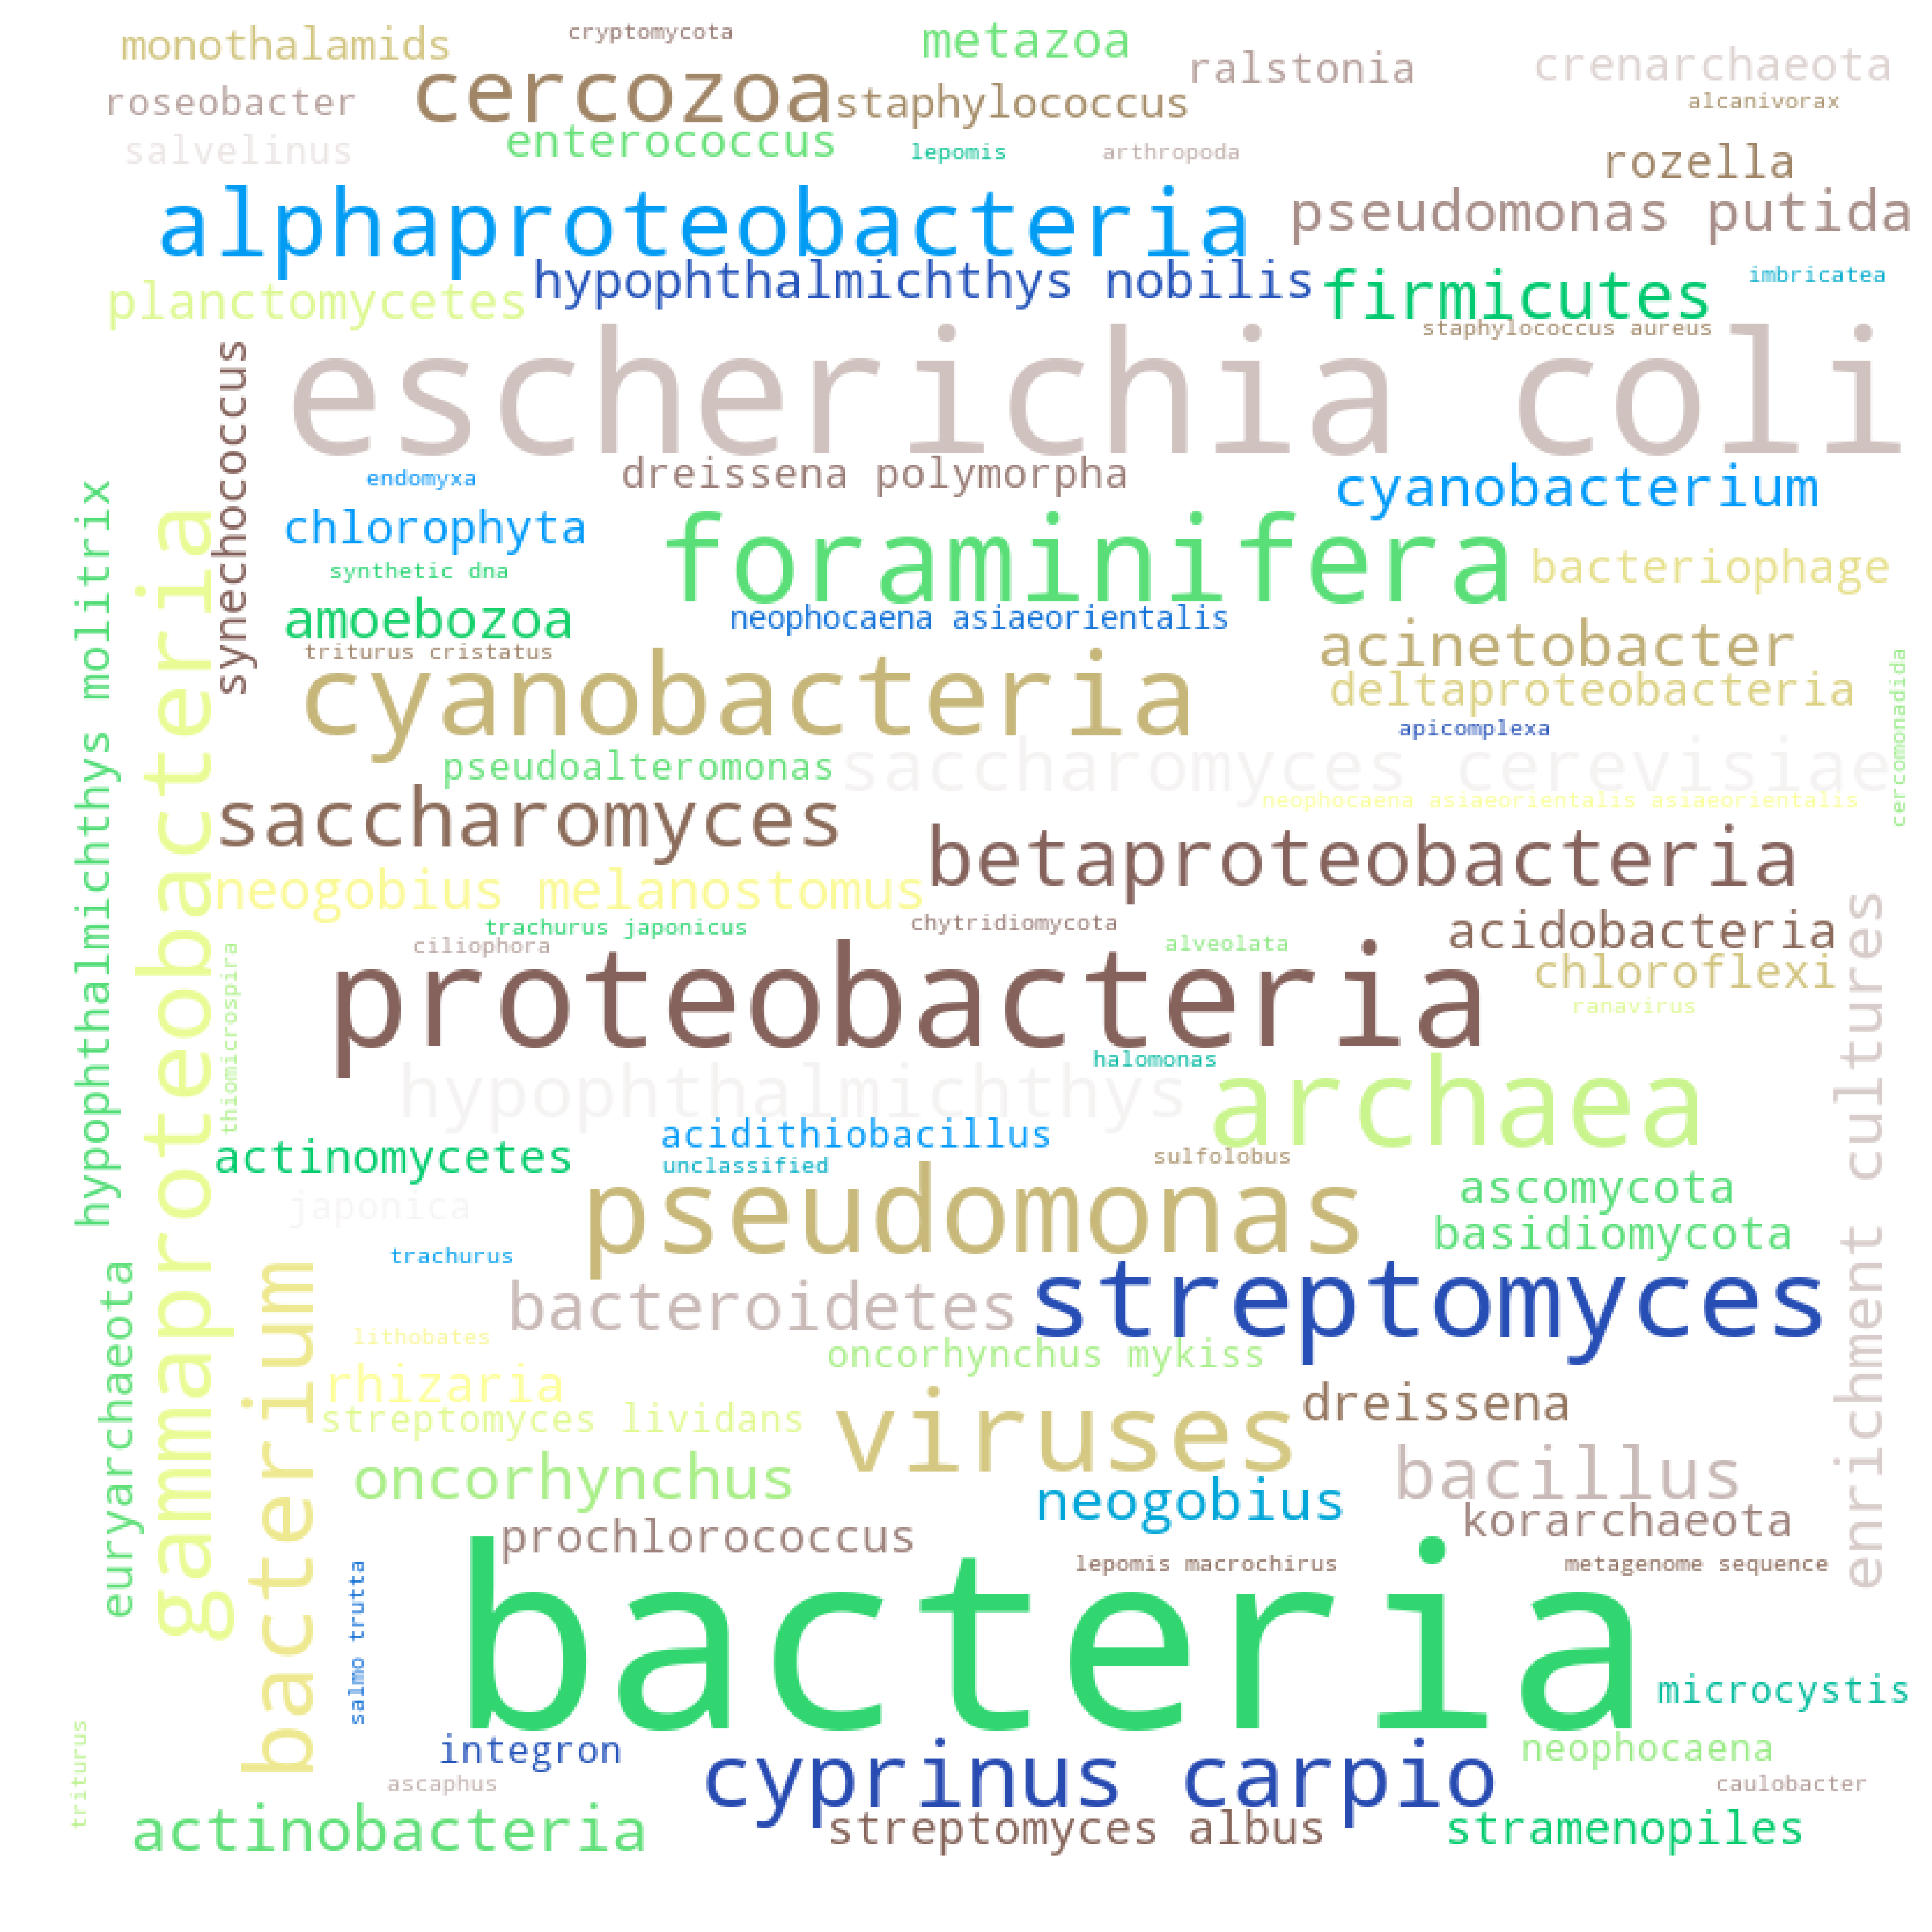 monothalamids
cryptomycota
metazoa
ralstonia
crenarchaeota
roseobacter
cercozoa
staphylococcus
alcanivorax
salvelinus
enterococcus
lepomis
arthropoda
rozella
alphaproteobacteria
pseudomonas putida
planctomycetes
hypophthalmichthys nobilis
firmicutes
imbricatea
staphylococcus aureus
synechococcus
escherichia coli
endomyxa
dreissena polymorpha
cyanobacterium
hypophthalmichthys molitrix
gammaproteobacteria
chlorophyta
foraminifera
bacteriophage
synthetic dna
amoebozoa
neophocaena asiaeorientalis
acinetobacter
triturus cristatus
cyanobacteria
deltaproteobacteria
cercomonadida
apicomplexa
pseudoalteromonas
saccharomyces cerevisiae
neophocaena asiaeorientalis asiaeorientalis
saccharomyces
betaproteobacteria
neogobius melanostomus
trachurus japonicus
chytridiomycota
acidobacteria
enrichment cultures
ciliophora
alveolata
thiomicrospira
proteobacteria
chloroflexi
ranavirus
halomonas
hypophthalmichthys
archaea
actinomycetes
acidithiobacillus
unclassified
sulfolobus
japonica
pseudomonas
ascomycota
basidiomycota
trachurus
euryarchaeota
bacterium
bacteroidetes
streptomyces
lithobates
oncorhynchus mykiss
rhizaria
streptomyces lividans
viruses
dreissena
oncorhynchus
bacillus
neogobius
prochlorococcus
korarchaeota
salmo trutta
bacteria
lepomis macrochirus
metagenome sequence
microcystis
triturus
integron
cyprinus carpio
neophocaena
ascaphus
caulobacter
actinobacteria
streptomyces albus
stramenopiles